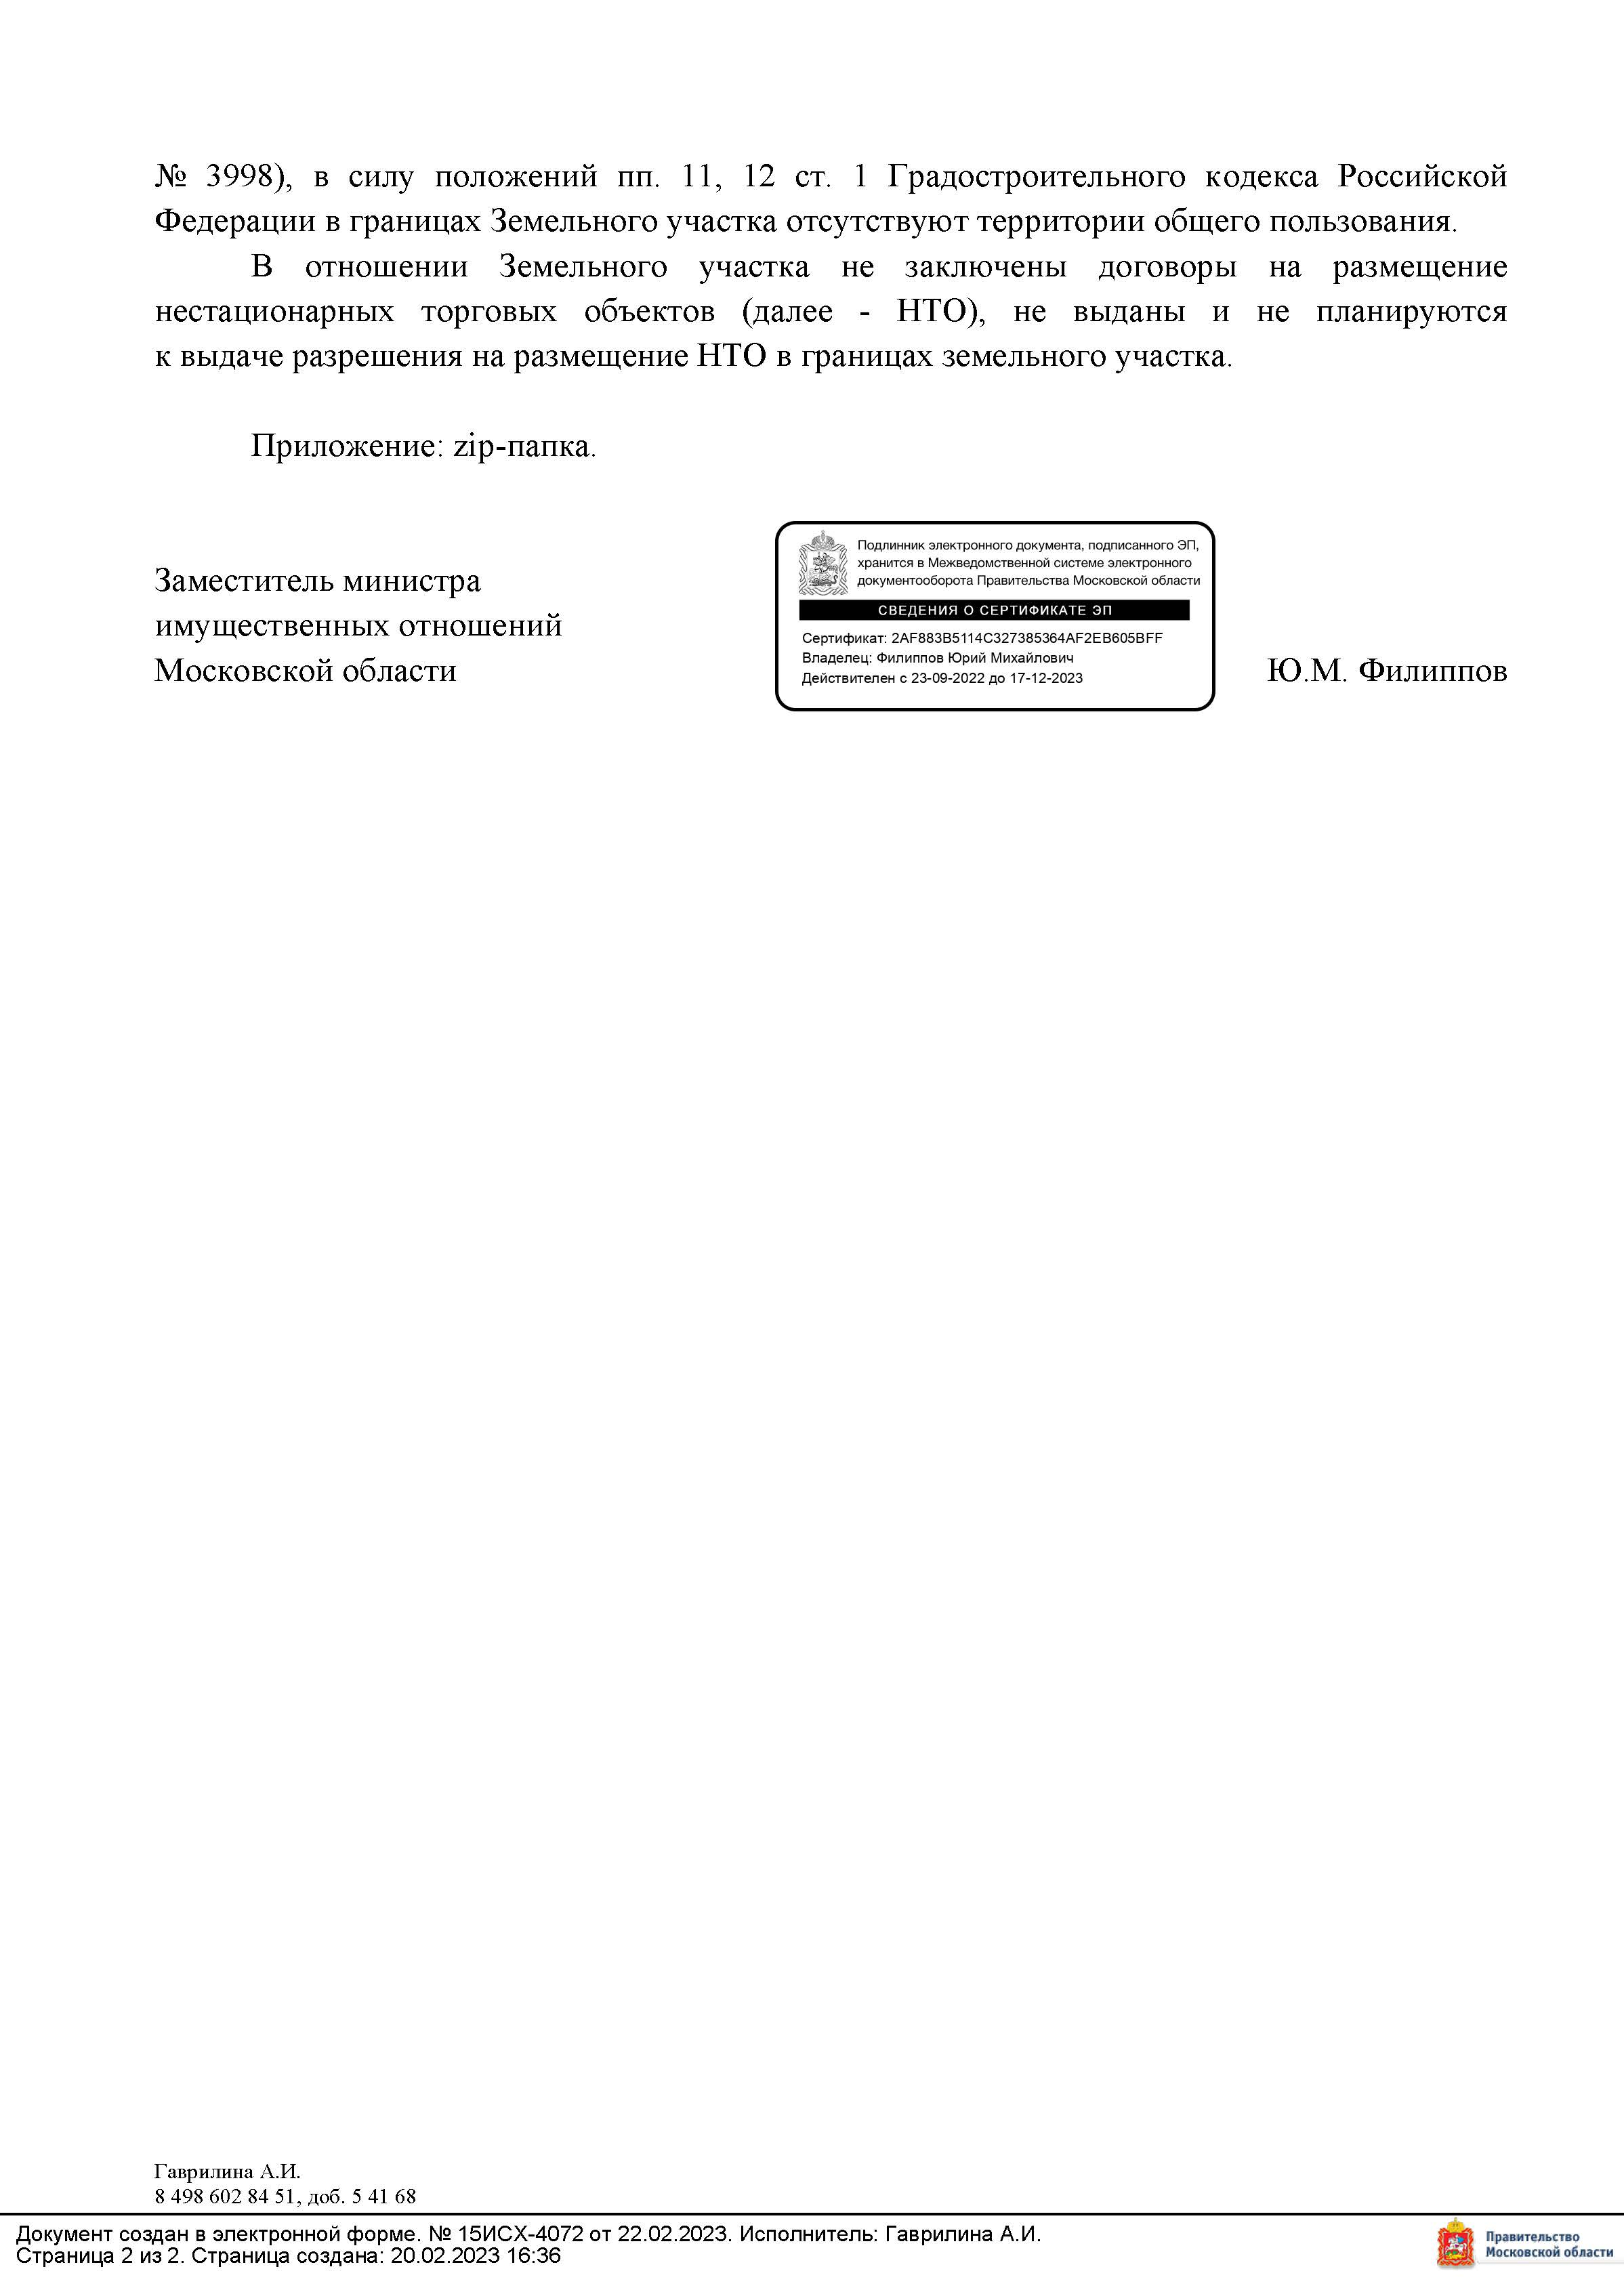 № 3998), в силу положений пп. 11, 12 ст. 1 Градостроительного кодекса Российской
Федерации в границах Земельного участка отсутствуют территории общего пользования.
В отношении Земельного участка не заключены договоры на размещение
нестационарных торговых объектов (далее - НТО), не выданы и не планируются
к выдаче разрешения на размещение НТО в границах земельного участка.
Приложение: zip-папка.
Заместитель министра
имущественных отношений
Московской области
Подлинник электронного документа, подписанного ЭП,
хранится в Межведомственной системе электронного
документооборота Правительства Московской области
СВЕДЕНИЯ О СЕРТИФИКАТЕ ЭП
Сертификат: 2AF883B5114C327385364AF2EB605BFF
Владелец: Филиппов Юрий Михайлович
Действителен с 23-09-2022 до 17-12-2023
Ю.М. Филиппов
Гаврилина А.И.
8 498 602 84 51, доб. 5 41 68
Документ создан в электронной форме. № 15ИСХ-4072 от 22.02.2023. Исполнитель: Гаврилина А.И.
Страница 2 из 2. Страница создана: 20.02.2023 16:36
Правительство
Московской области